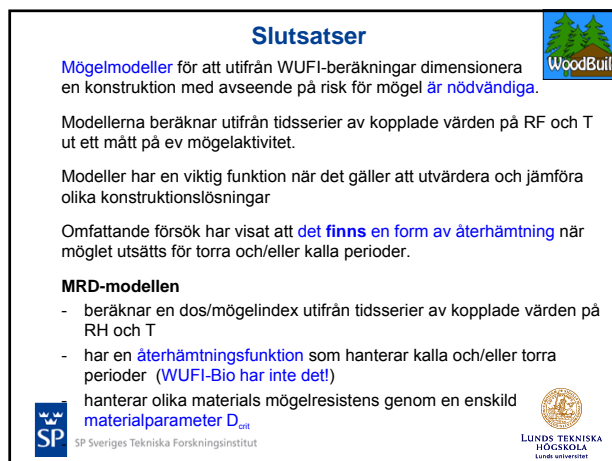 Slutsatser
WoodBuil
Mögelmodeller för att utifrån WUFI-beräkningar dimensionera
en konstruktion med avseende på risk för mögel är nödvändiga.
Modellerna beräknar utifrån tidsserier av kopplade värden på RF och T
ut ett mått på ev mögelaktivitet.
Modeller har en viktig funktion när det gäller att utvärdera och jämföra
olika konstruktionslösningar
Omfattande försök har visat att det finns en form av återhämtning när
möglet utsätts för torra och/eller kalla perioder.
MRD-modellen
- beräknar en dos/mögelindex utifrån tidsserier av kopplade värden på
RH och T
- har en återhämtningsfunktion som hanterar kalla och/eller torra
perioder (WUFI-Bio har inte det!)
- hanterar olika materials mögelresistens genom en enskild
materialparameter Dcrit
SP
SP Sveriges Tekniska Forskningsinstitut
LUNDS TEKNISKA
HÖGSKOLA
Lunds universitet